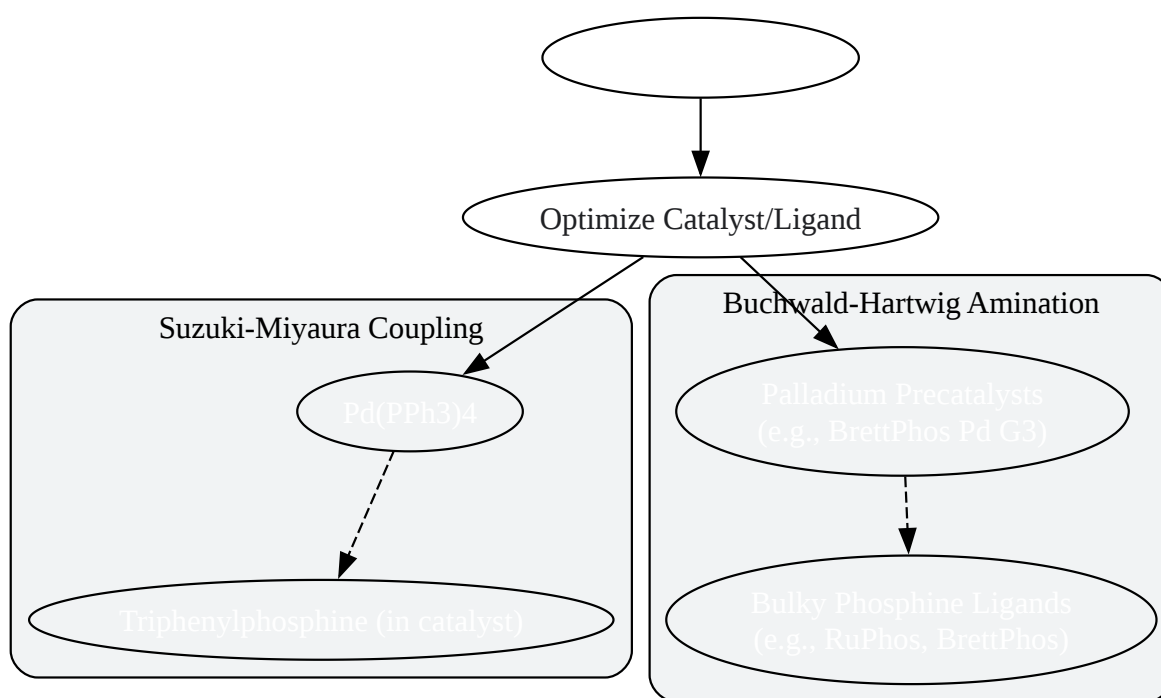 Optimize Catalyst/Ligand
Suzuki-Miyaura Coupling
Pd(PPh3)4
Triphenylphosphine (in catalyst)
Buchwald-Hartwig Amination
Palladium Precatalysts
(e.g., BrettPhos Pd G3)
Bulky Phosphine Ligands
(e.g., RuPhos, BrettPhos)